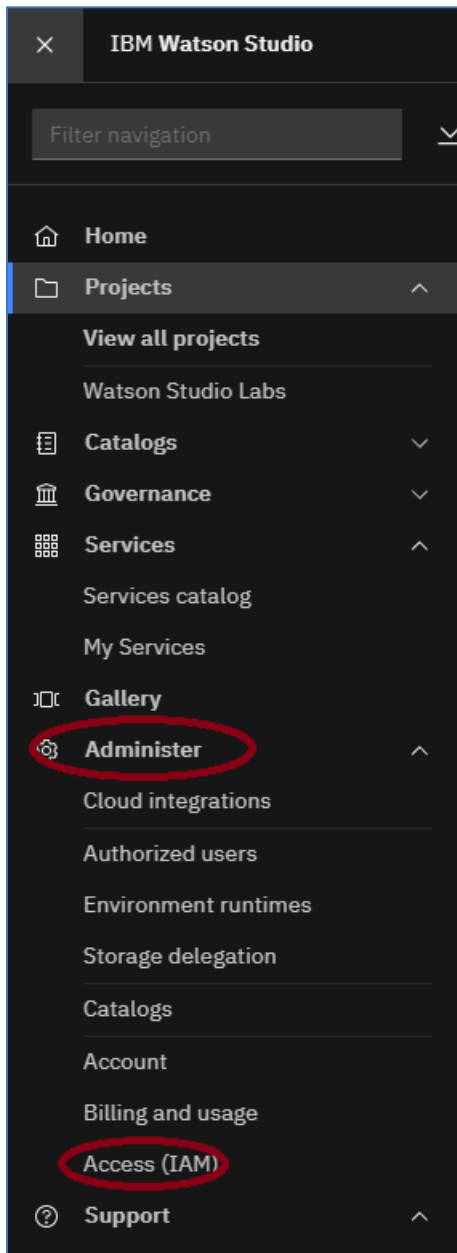 IBM Watson Studio
Filter navigation
Home
Projects
View all projects
Watson Studio Labs
Catalogs
Governance
Services
Services catalog
My Services
Gallery
Administer
Cloud integrations
Authorized users
Environment runtimes
Storage delegation
Catalogs
Account
Billing and usage
Access (IAM)
Support